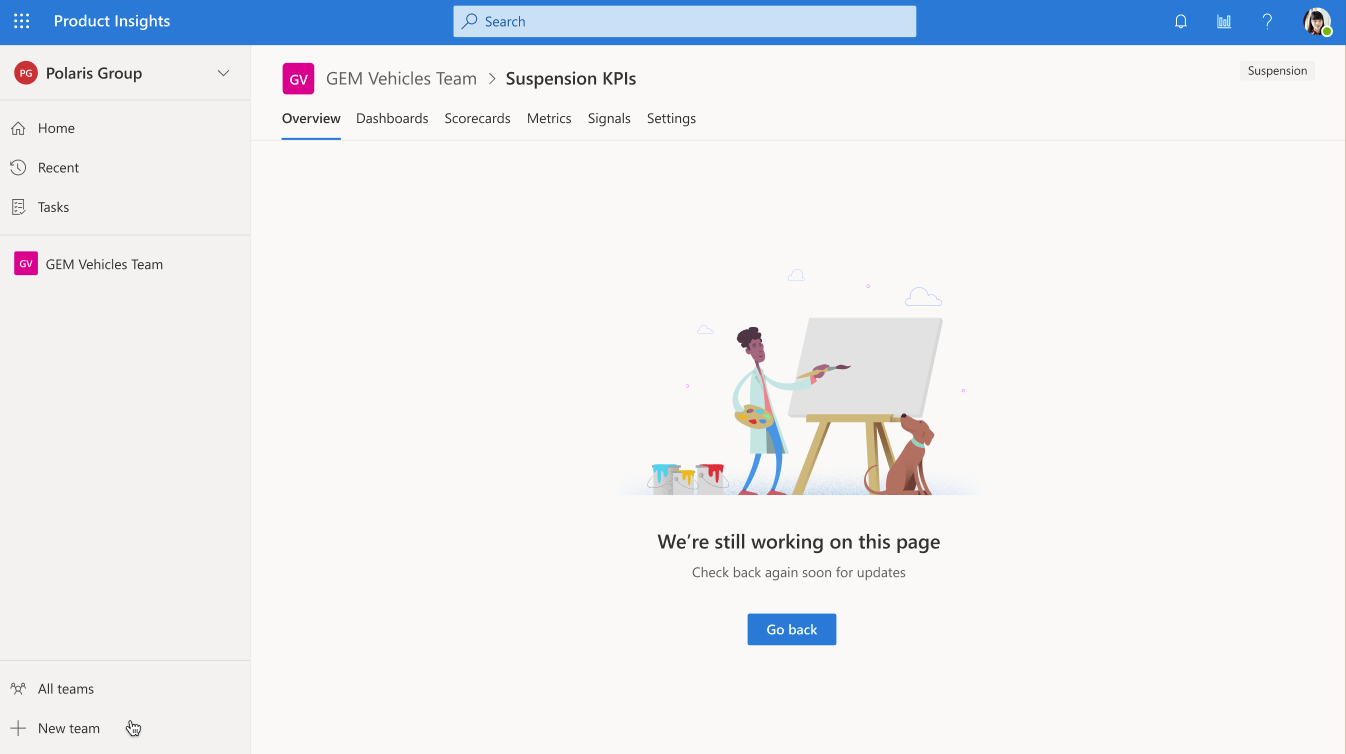 Product Insights
Search
PG
Polaris Group
Home
Recent
Tasks
GV
GEM Vehicles Team
All teams
New team
GV
GEM Vehicles Team > Suspension KPIs
Suspension
Overview Dashboards Scorecards Metrics Signals Settings
We're still working on this page
Check back again soon for updates
Go back